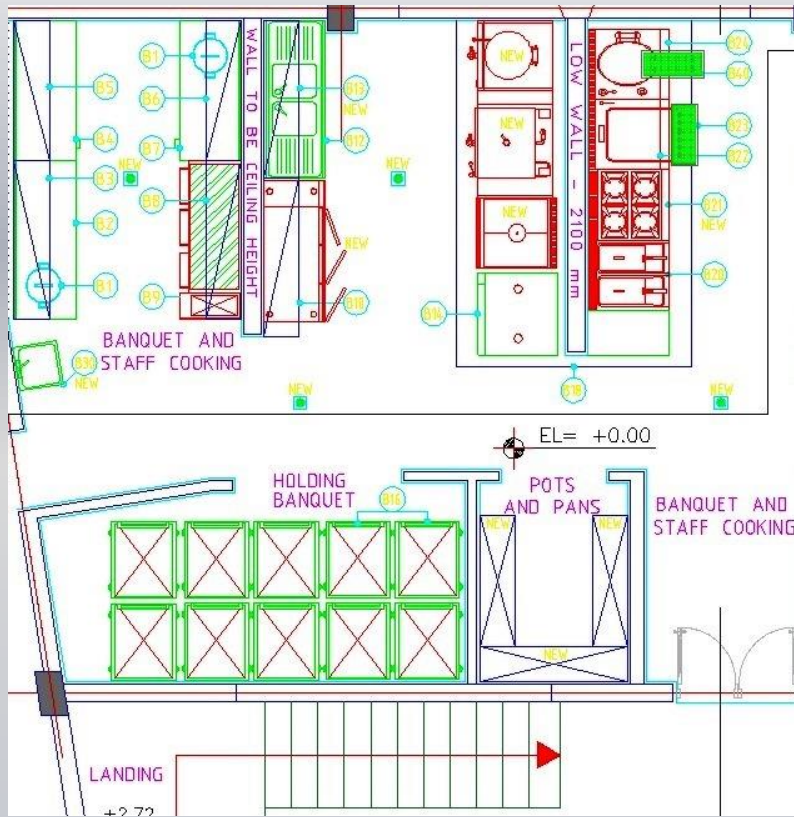 B1
B5
B6
B4
B7
B3
NEW
B8
B2
B1
B9
WALL TO BE CEILING HEIGHT
B13
NEW
B12
NEW
NEW
B10
NEW
NEW
NEW
B14
LOW WALL - 2100 mm
B24
B40
B23
B22
B21
NEW
B20
BANQUET AND
STAFF COOKING
B30
NEW
NEW
B18
NEW
EL= +0.00
HOLDING
BANQUET
B16
POTS
AND PANS
BANQUET AND
STAFF COOKING
NEW
NEW
NEW
LANDING
+2.72